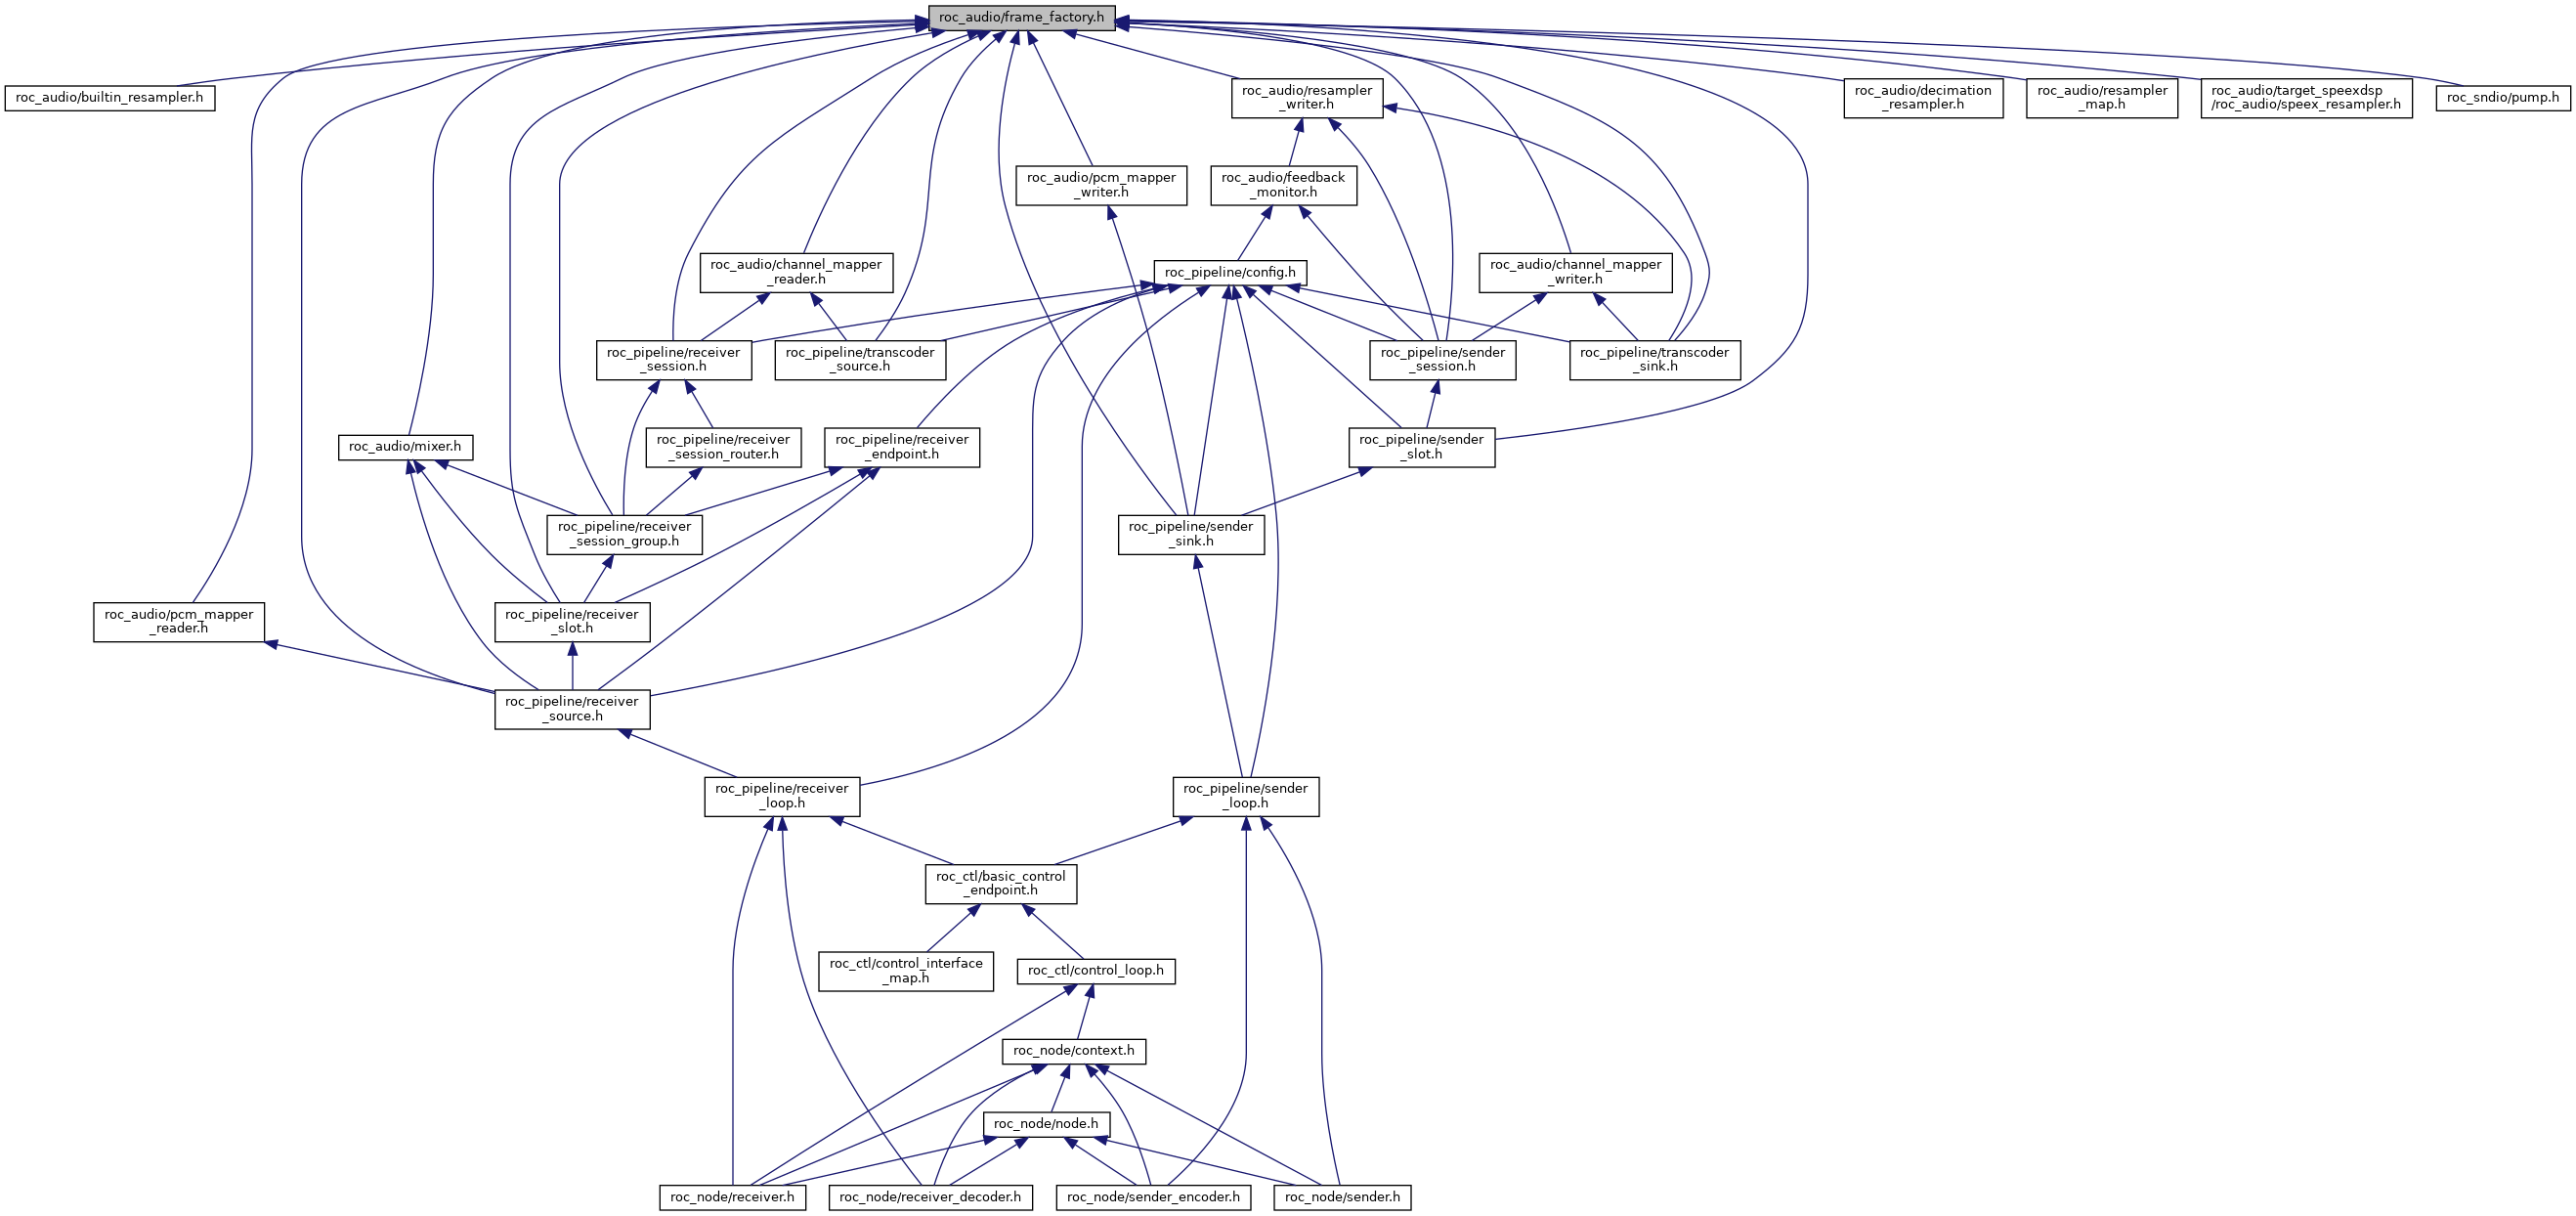 roc_audio/frame_factory.h
roc_audio/builtin_resampler.h
roc_audio/resampler
_writer.h
roc_audio/decimation
_resampler.h
roc_audio/resampler
_map.h
roc_audio/target_speexdsp
/roc_audio/speex_resampler.h
roc_sndio/pump.h
roc_audio/pcm_mapper
_writer.h
roc_audio/feedback
_monitor.h
roc_audio/channel_mapper
_reader.h
roc_pipeline/config.h
roc_audio/channel_mapper
_writer.h
roc_pipeline/receiver
_session.h
roc_pipeline/transcoder
_source.h
roc_pipeline/sender
_session.h
roc_pipeline/transcoder
_sink.h
roc_audio/mixer.h
roc_pipeline/receiver
_session_router.h
roc_pipeline/receiver
_endpoint.h
roc_pipeline/sender
_slot.h
roc_pipeline/receiver
_session_group.h
roc_pipeline/sender
_sink.h
roc_audio/pcm_mapper
_reader.h
roc_pipeline/receiver
_slot.h
roc_pipeline/receiver
_source.h
roc_pipeline/receiver
_loop.h
roc_pipeline/sender
_loop.h
roc_ctl/basic_control
_endpoint.h
roc_ctl/control_interface
_map.h
roc_ctl/control_loop.h
roc_node/context.h
roc_node/node.h
roc_node/receiver.h
roc_node/receiver_decoder.h
roc_node/sender_encoder.h
roc_node/sender.h